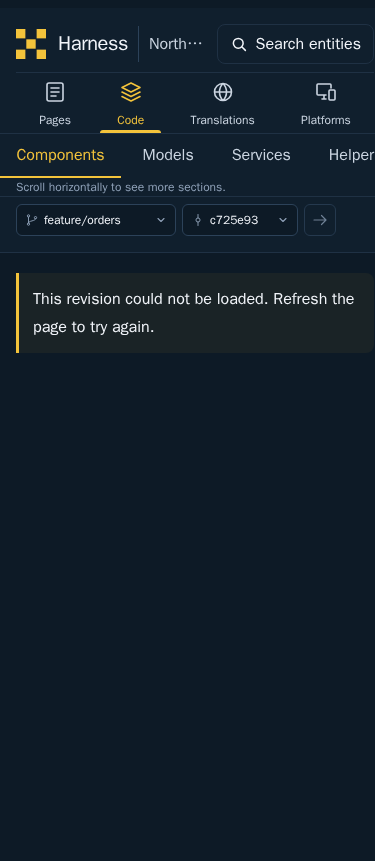 Harness
North···
Search entities
Pages
Code
Translations
Platforms
Components
Models
Services
Helper
Scroll horizontally to see more sections.
feature/orders
c725e93
This revision could not be loaded. Refresh the
page to try again.